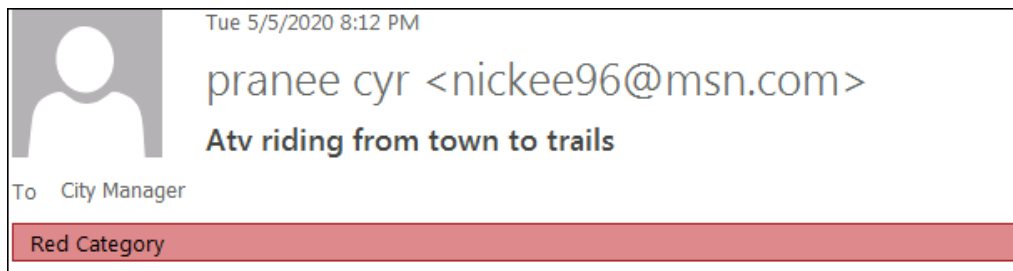 Tue 5/5/2020 8:12 PM
pranee cyr <nickee96@msn.com>
Atv riding from town to trails
To City Manager
Red Category